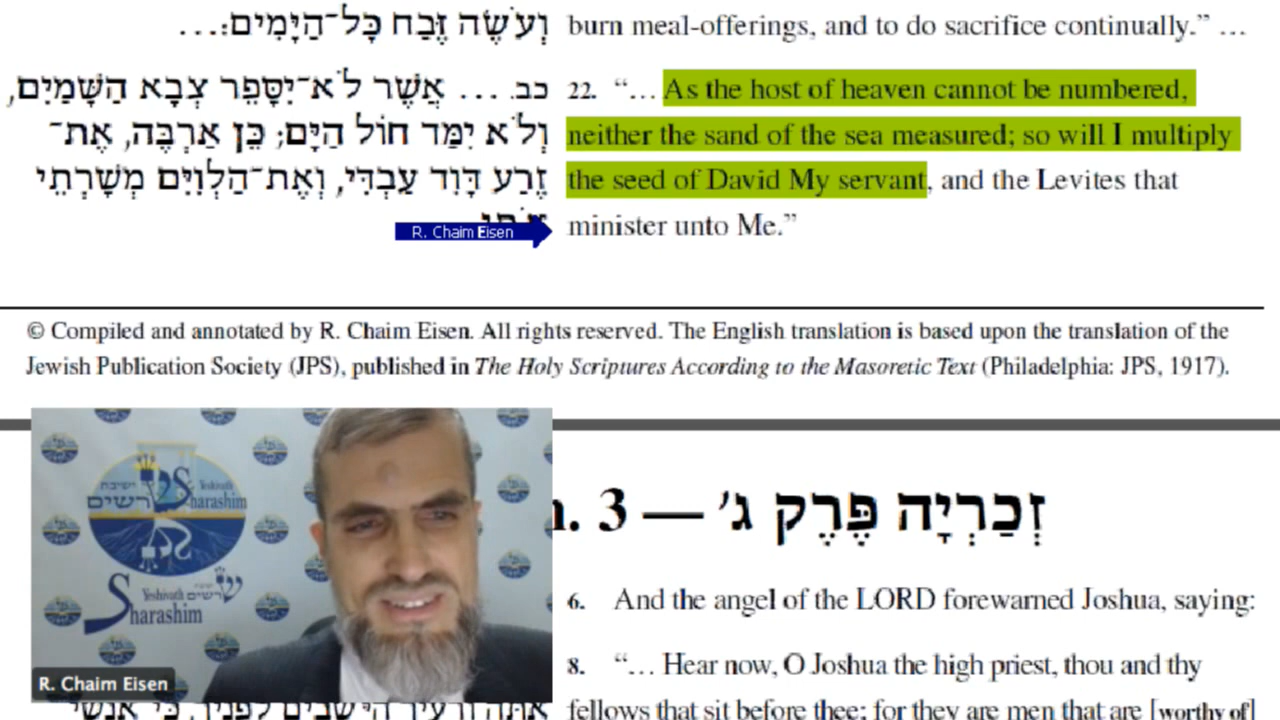 וְעֹשֶׂה זֶּבַח כָּל־הַיָּמִים׃...
burn meal-offerings, and to do sacrifice continually.” ...
כב ... אֲשֶׁר לֹא־יִסָּפֵר צְבָא הַשָּׁמַיִם,
22. “... As the host of heaven cannot be numbered,
וְלֹא יִמַּד חוֹל הַיָּם; כֵּן אַרְבֶּה, אֶת־
neither the sand of the sea measured; so will I multiply
זֶרַע דָּוִד עַבְדִּי, וְאֶת־הַלְוִיִּם מְשָׁרְתֵי
the seed of David My servant, and the Levites that
R. Chaim Eisen
minister unto Me.”
© Compiled and annotated by R. Chaim Eisen. All rights reserved. The English translation is based upon the translation of the
Jewish Publication Society (JPS), published in The Holy Scriptures According to the Masoretic Text (Philadelphia: JPS, 1917).
3 — זְכַרְיָה פֶּרֶק ג׳
6. And the angel of the LORD forewarned Joshua, saying:
8. “... Hear now, O Joshua the high priest, thou and thy
fellows that sit before thee; for they are men that are [worthy of]
ישיבת
שרשים
Yeshivath
Sharashim
Yeshivath שרשים
Sharashim
R. Chaim Eisen